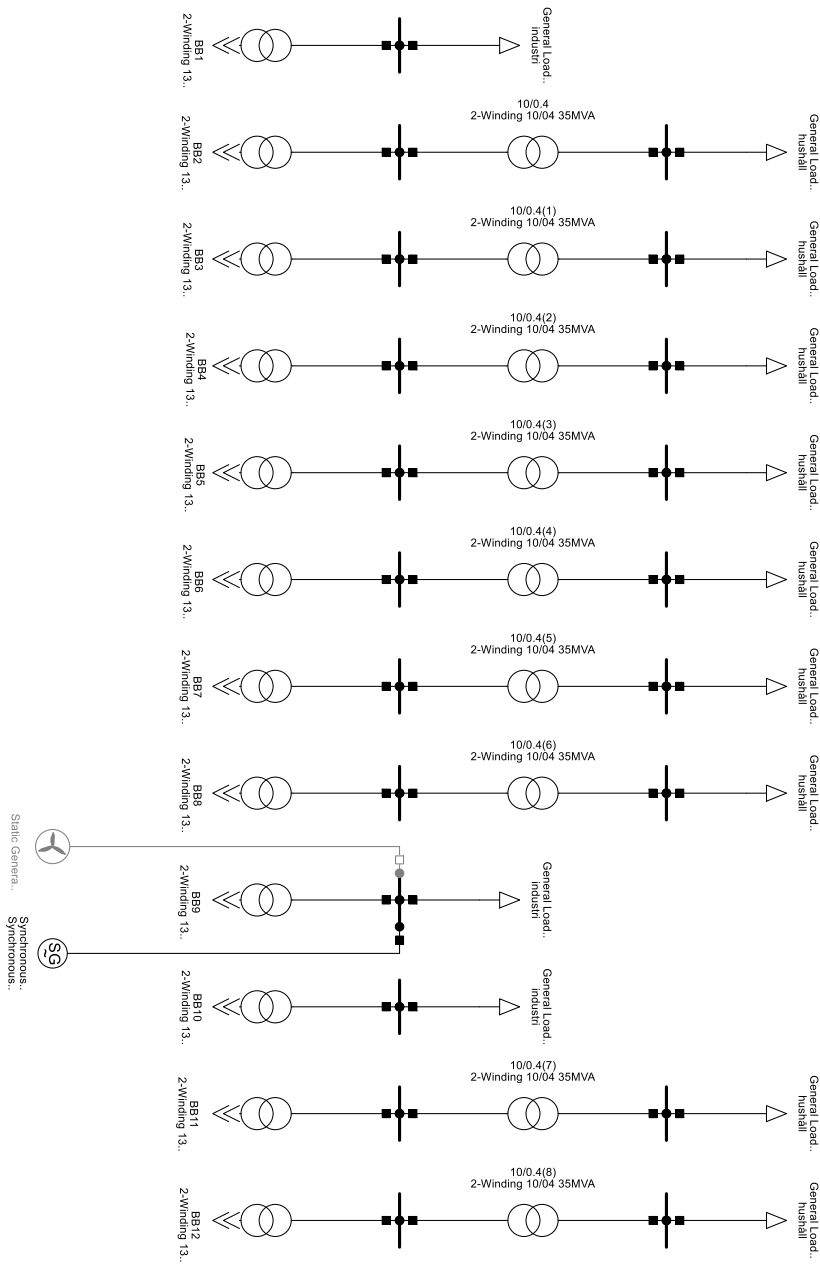 General Load..
industri
BB1
2-Winding 13..
10/0.4
2-Winding 10/04 35MVA
General Load..
hushåll
BB2
2-Winding 13..
10/0.4(1)
2-Winding 10/04 35MVA
General Load..
hushåll
BB3
2-Winding 13..
10/0.4(2)
2-Winding 10/04 35MVA
General Load..
hushåll
BB4
2-Winding 13..
10/0.4(3)
2-Winding 10/04 35MVA
General Load..
hushåll
BB5
2-Winding 13..
10/0.4(4)
2-Winding 10/04 35MVA
General Load..
hushåll
BB6
2-Winding 13..
10/0.4(5)
2-Winding 10/04 35MVA
General Load..
hushåll
BB7
2-Winding 13..
10/0.4(6)
2-Winding 10/04 35MVA
General Load..
hushåll
BB8
2-Winding 13..
Static Genera..
General Load..
industri
BB9
2-Winding 13..
SG
~
Synchronous..
Synchronous..
General Load..
industri
BB10
2-Winding 13..
10/0.4(7)
2-Winding 10/04 35MVA
General Load..
hushåll
BB11
2-Winding 13..
10/0.4(8)
2-Winding 10/04 35MVA
General Load..
hushåll
BB12
2-Winding 13..